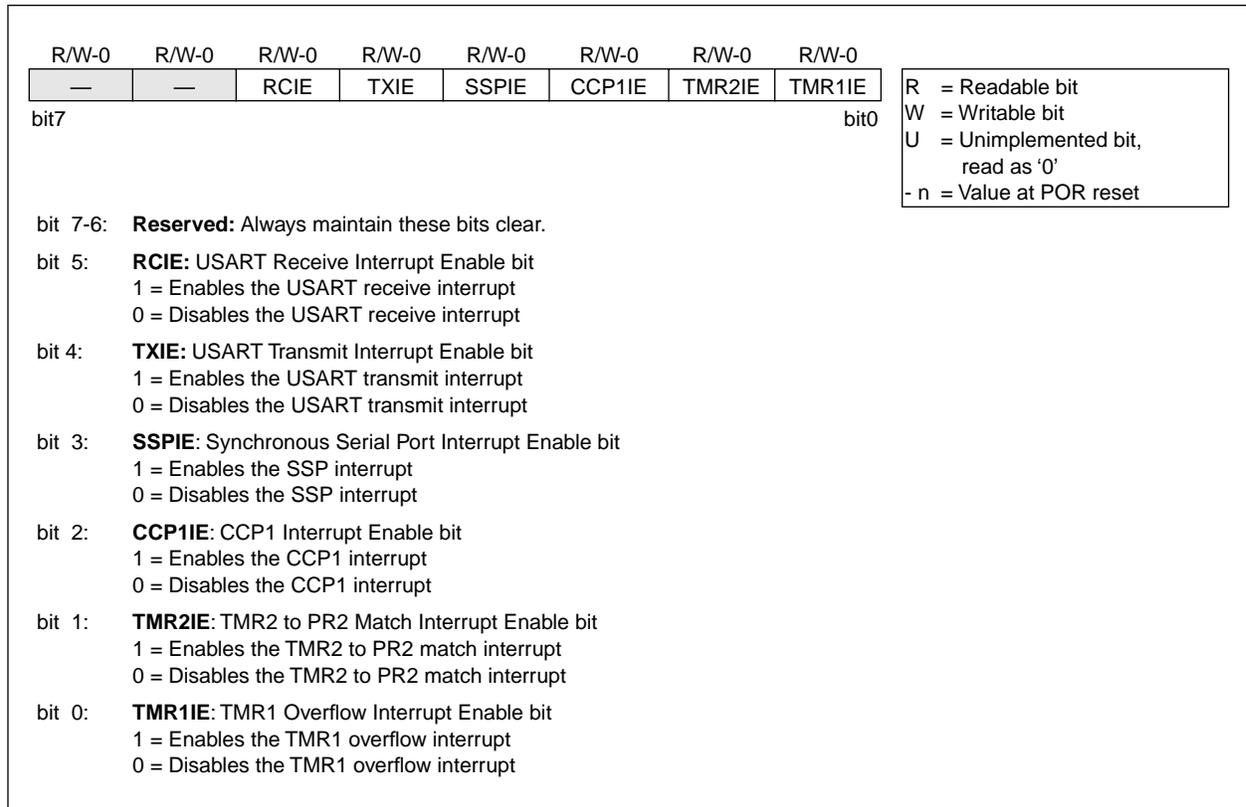 R/W-0 R/W-0 R/W-0 R/W-0 R/W-0 R/W-0 R/W-0 R/W-0
— — RCIE TXIE SSPIE CCP1IE TMR2IE TMR1IE
bit7 bit0
R = Readable bit
W = Writable bit
U = Unimplemented bit,
read as ‘0’
- n = Value at POR reset
bit 7-6: Reserved: Always maintain these bits clear.
bit 5: RCIE: USART Receive Interrupt Enable bit
1 = Enables the USART receive interrupt
0 = Disables the USART receive interrupt
bit 4: TXIE: USART Transmit Interrupt Enable bit
1 = Enables the USART transmit interrupt
0 = Disables the USART transmit interrupt
bit 3: SSPIE: Synchronous Serial Port Interrupt Enable bit
1 = Enables the SSP interrupt
0 = Disables the SSP interrupt
bit 2: CCP1IE: CCP1 Interrupt Enable bit
1 = Enables the CCP1 interrupt
0 = Disables the CCP1 interrupt
bit 1: TMR2IE: TMR2 to PR2 Match Interrupt Enable bit
1 = Enables the TMR2 to PR2 match interrupt
0 = Disables the TMR2 to PR2 match interrupt
bit 0: TMR1IE: TMR1 Overflow Interrupt Enable bit
1 = Enables the TMR1 overflow interrupt
0 = Disables the TMR1 overflow interrupt